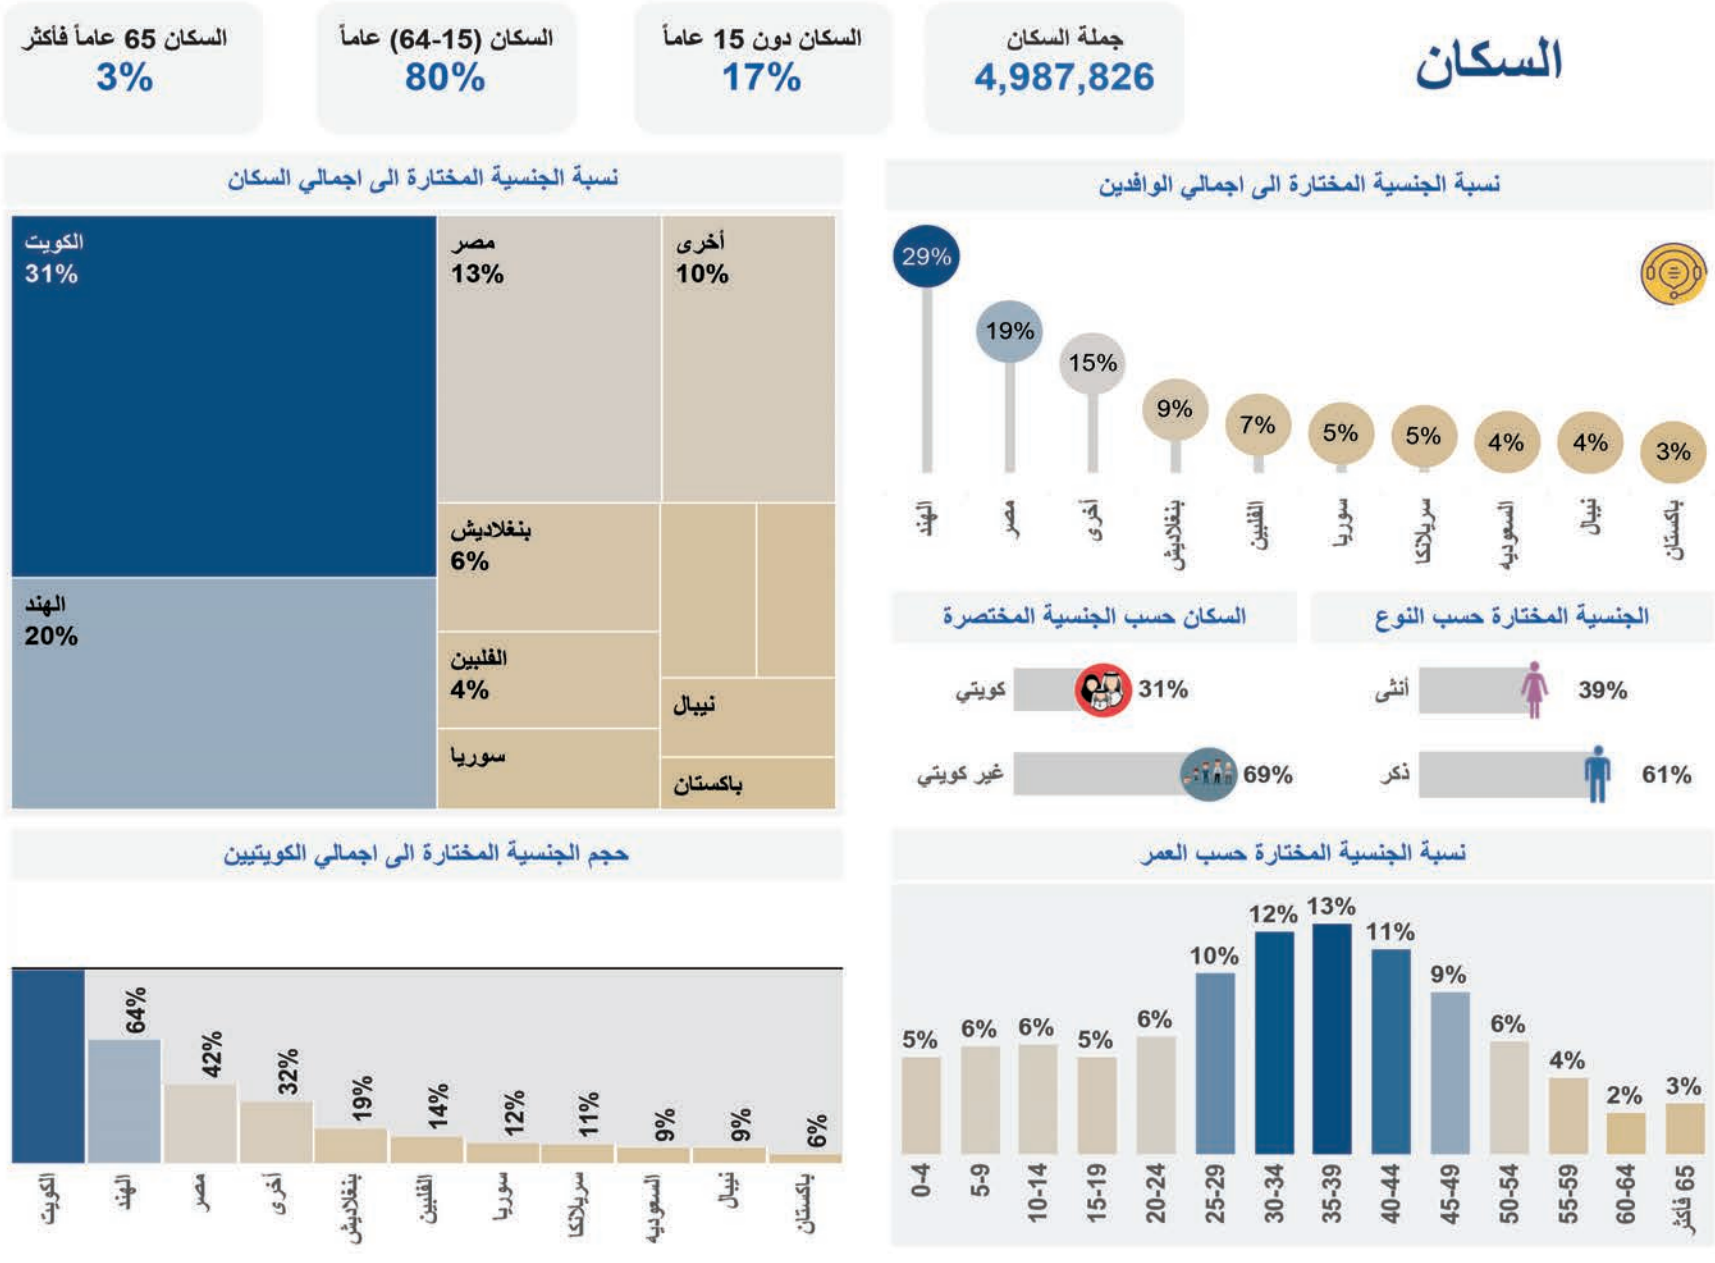 السكان
جملة السكان
4,987,826
السكان دون 15 عاماً
17%
السكان (15-64) عاماً
80%
السكان 65 عاماً فأكثر
3%
نسبة الجنسية المختارة الى اجمالي الوافدين
29%
19%
15%
9%
7%
5%
5%
4%
4%
3%
الهند
مصر
أخرى
بنغلاديش
الفلبين
سوريا
سريلانكا
السعوديه
نيبال
باكستان
نسبة الجنسية المختارة الى اجمالي السكان
الكويت
31%
مصر
13%
أخرى
10%
بنغلاديش
6%
الهند
20%
الفلبين
4%
نيبال
سوريا
باكستان
الجنسية المختارة حسب النوع
أنثى
39%
ذكر
61%
السكان حسب الجنسية المختصرة
كويتي
31%
غير كويتي
69%
نسبة الجنسية المختارة حسب العمر
5%
6%
6%
5%
6%
10%
12%
13%
11%
9%
6%
4%
2%
3%
0-4
5-9
10-14
15-19
20-24
25-29
30-34
35-39
40-44
45-49
50-54
55-59
60-64
65 فأكثر
حجم الجنسية المختارة الى اجمالي الكويتيين
64%
42%
32%
19%
14%
12%
11%
9%
9%
6%
الكويت
الهند
مصر
أخرى
بنغلاديش
الفلبين
سوريا
سريلانكا
السعوديه
نيبال
باكستان